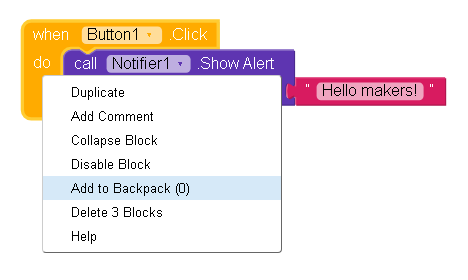 when Button1 .Click
do call Notifier1 .Show Alert
" Hello makers! "
Duplicate
Add Comment
Collapse Block
Disable Block
Add to Backpack (0)
Delete 3 Blocks
Help